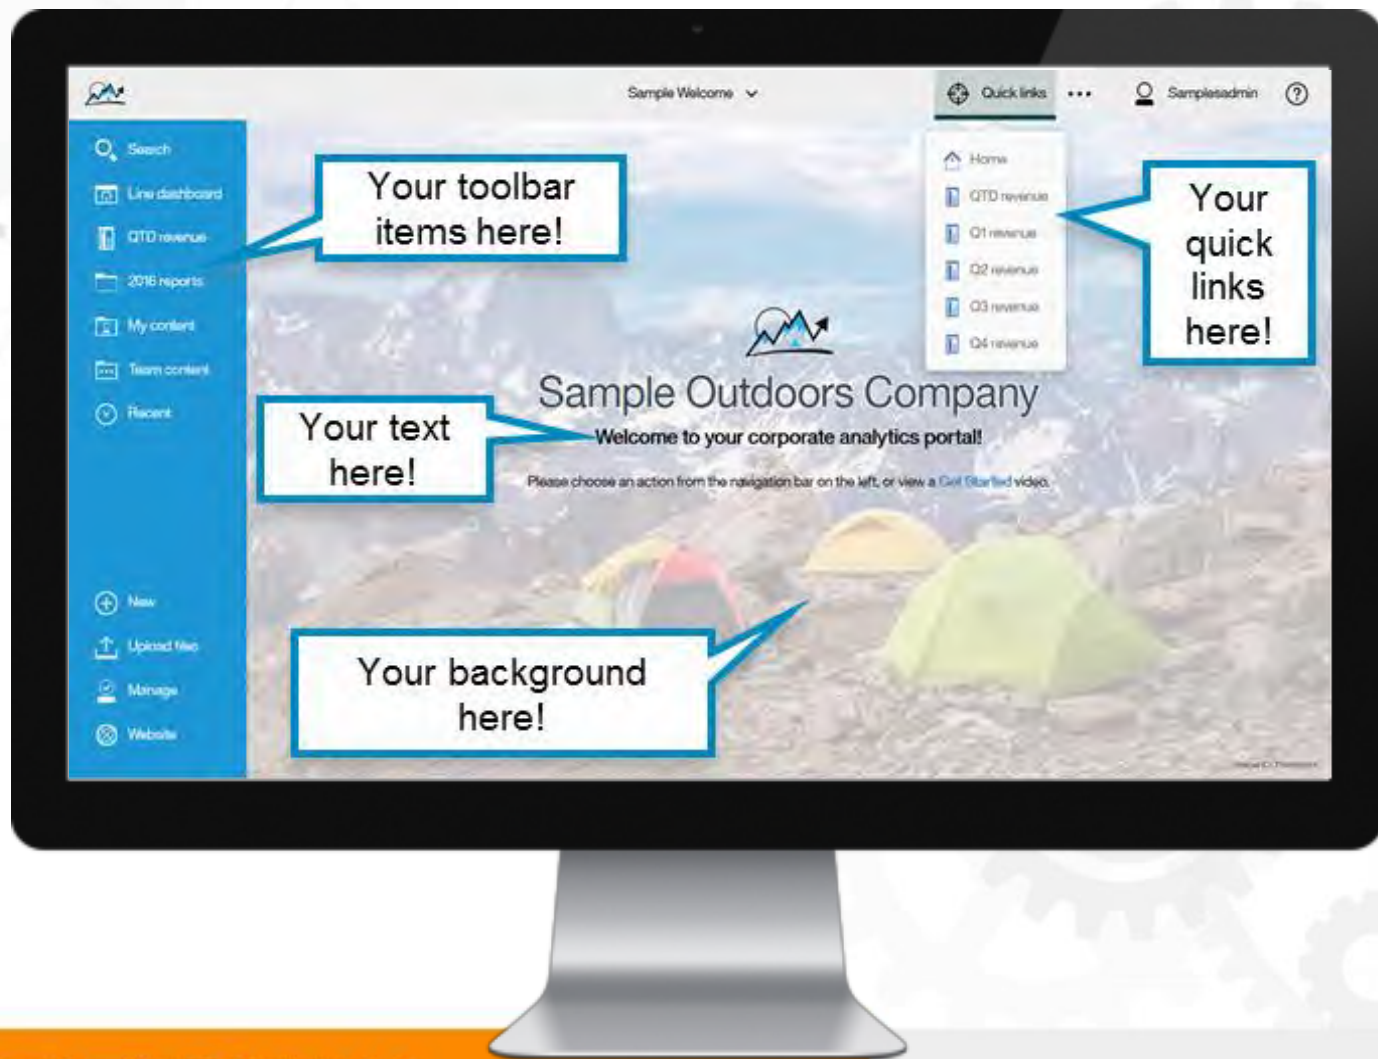 Sample Welcome
Quick links
Samplesadmin
?
Search
Line dashboard
QTD revenue
2016 reports
My content
Team content
Recent
New
Upload files
Manage
Website
Your toolbar
items here!
Home
QTD revenue
Q1 revenue
Q2 revenue
Q3 revenue
Q4 revenue
Your
quick
links
here!
Sample Outdoors Company
Welcome to your corporate analytics portal!
Please choose an action from the navigation bar on the left, or view a Get Started video.
Your text
here!
Your background
here!